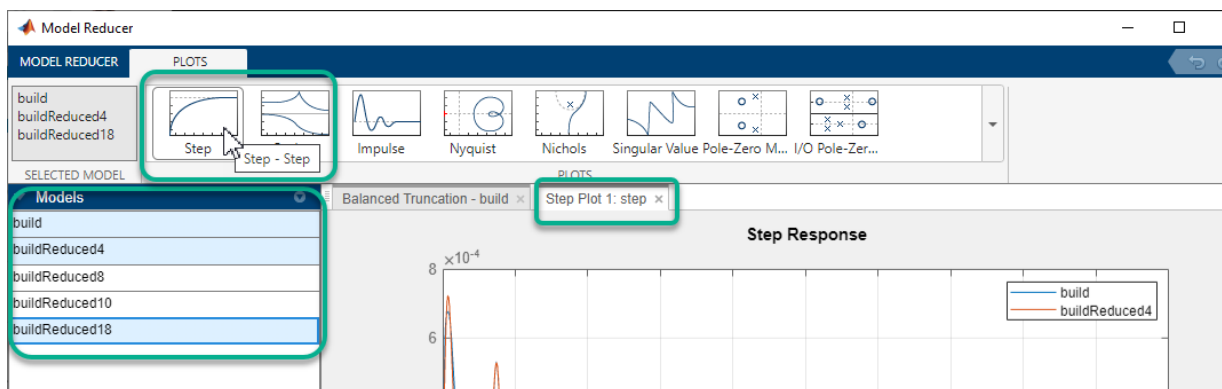 Model Reducer
MODEL REDUCER PLOTS
build
buildReduced4
buildReduced18
SELECTED MODEL
Step
Step - Step
Impulse
Nyquist
Nichols
Singular Value
Pole-Zero M...
I/O Pole-Zer...
PLOTS
Models
build
buildReduced4
buildReduced8
buildReduced10
buildReduced18
Balanced Truncation - build ×
Step Plot 1: step ×
Step Response
×10⁻⁴
8
6
build
buildReduced4